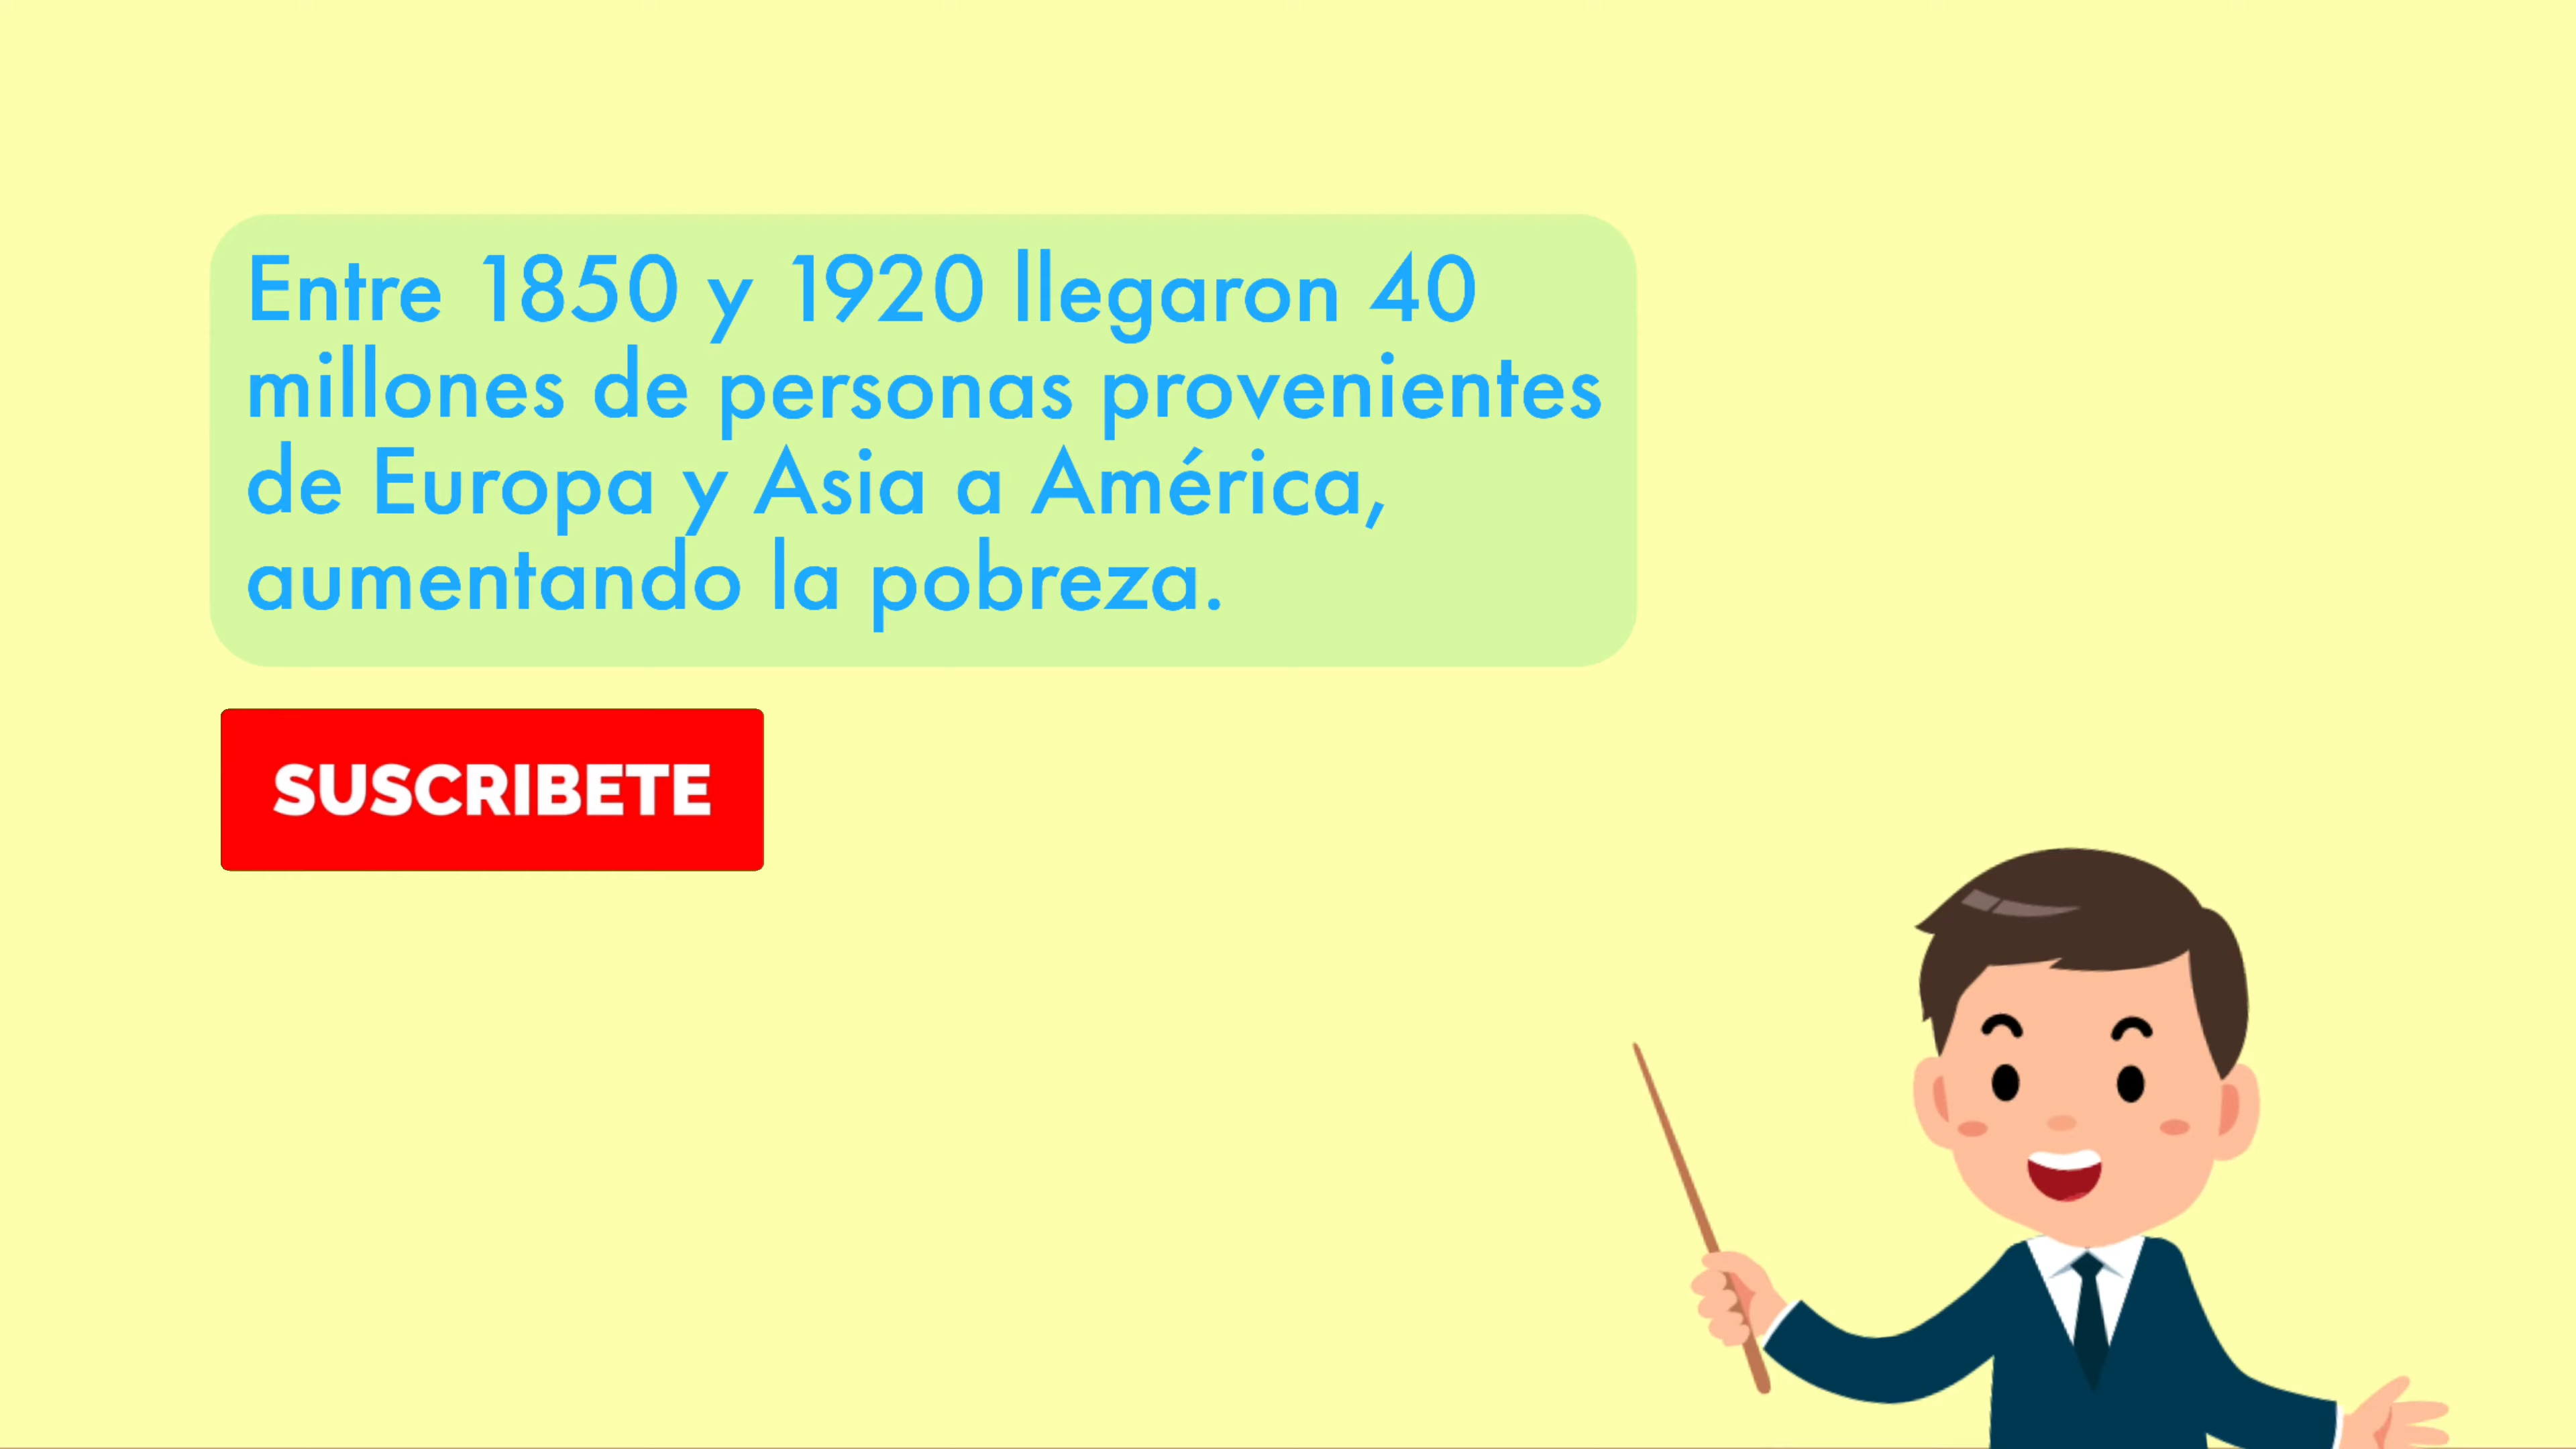 Entre 1850 y 1920 llegaron 40
millones de personas provenientes
de Europa y Asia a América,
aumentando la pobreza.
SUSCRIBETE